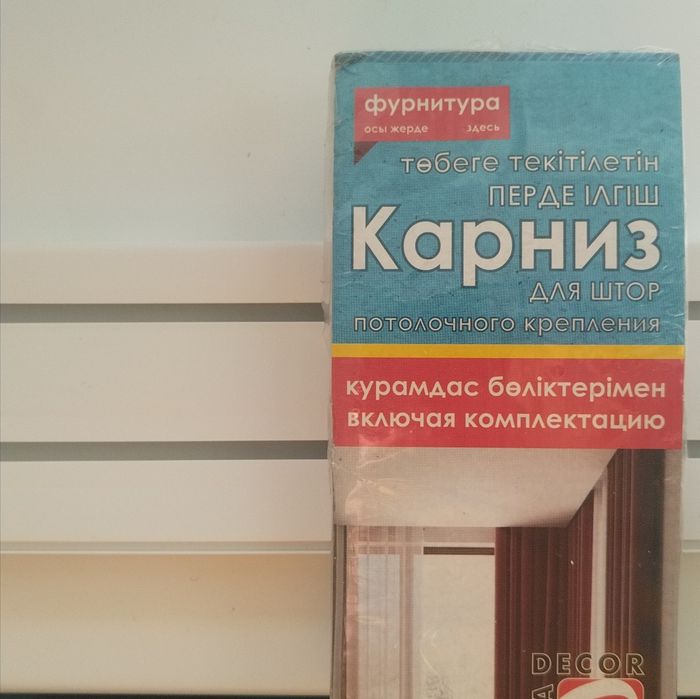 фурнитура
осы жерде здесь
төбеге текітілетін
ПЕРДЕ ІЛГІШ
Карниз
ДЛЯ ШТОР
потолочного крепления
курамдас бөліктерімен
включая комплектацию
DECOR